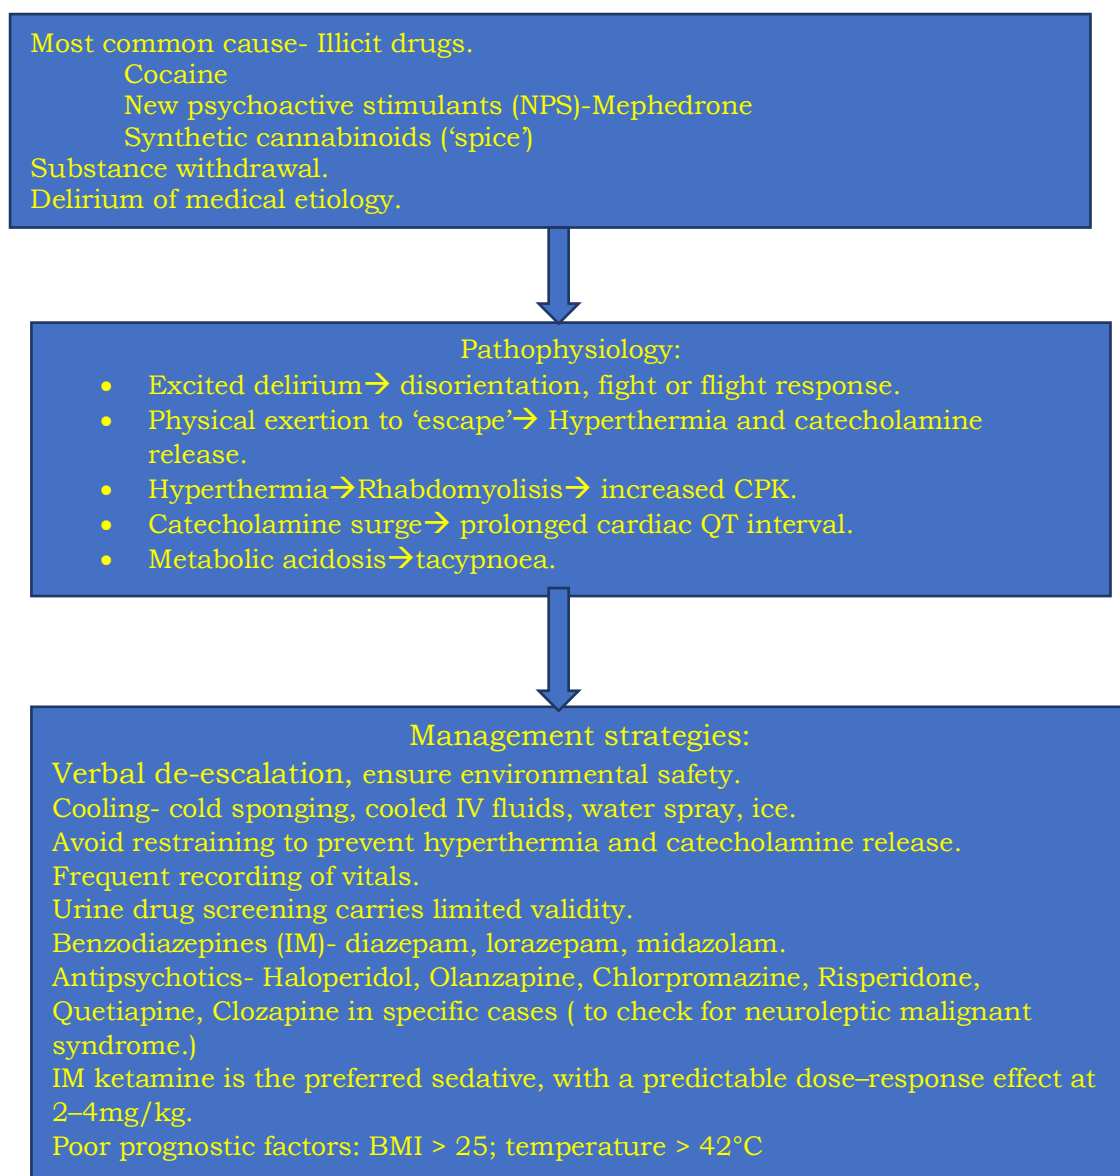 Most common cause- Illicit drugs.
Cocaine
New psychoactive stimulants (NPS)-Mephedrone
Synthetic cannabinoids (‘spice’)
Substance withdrawal.
Delirium of medical etiology.
Pathophysiology:
• Excited delirium→ disorientation, fight or flight response.
• Physical exertion to ‘escape’→ Hyperthermia and catecholamine
release.
• Hyperthermia→Rhabdomyolisis→ increased CPK.
• Catecholamine surge→ prolonged cardiac QT interval.
• Metabolic acidosis→tacypnoea.
Management strategies:
Verbal de-escalation, ensure environmental safety.
Cooling- cold sponging, cooled IV fluids, water spray, ice.
Avoid restraining to prevent hyperthermia and catecholamine release.
Frequent recording of vitals.
Urine drug screening carries limited validity.
Benzodiazepines (IM)- diazepam, lorazepam, midazolam.
Antipsychotics- Haloperidol, Olanzapine, Chlorpromazine, Risperidone,
Quetiapine, Clozapine in specific cases ( to check for neuroleptic malignant
syndrome.)
IM ketamine is the preferred sedative, with a predictable dose–response effect at
2–4mg/kg.
Poor prognostic factors: BMI > 25; temperature > 42°C